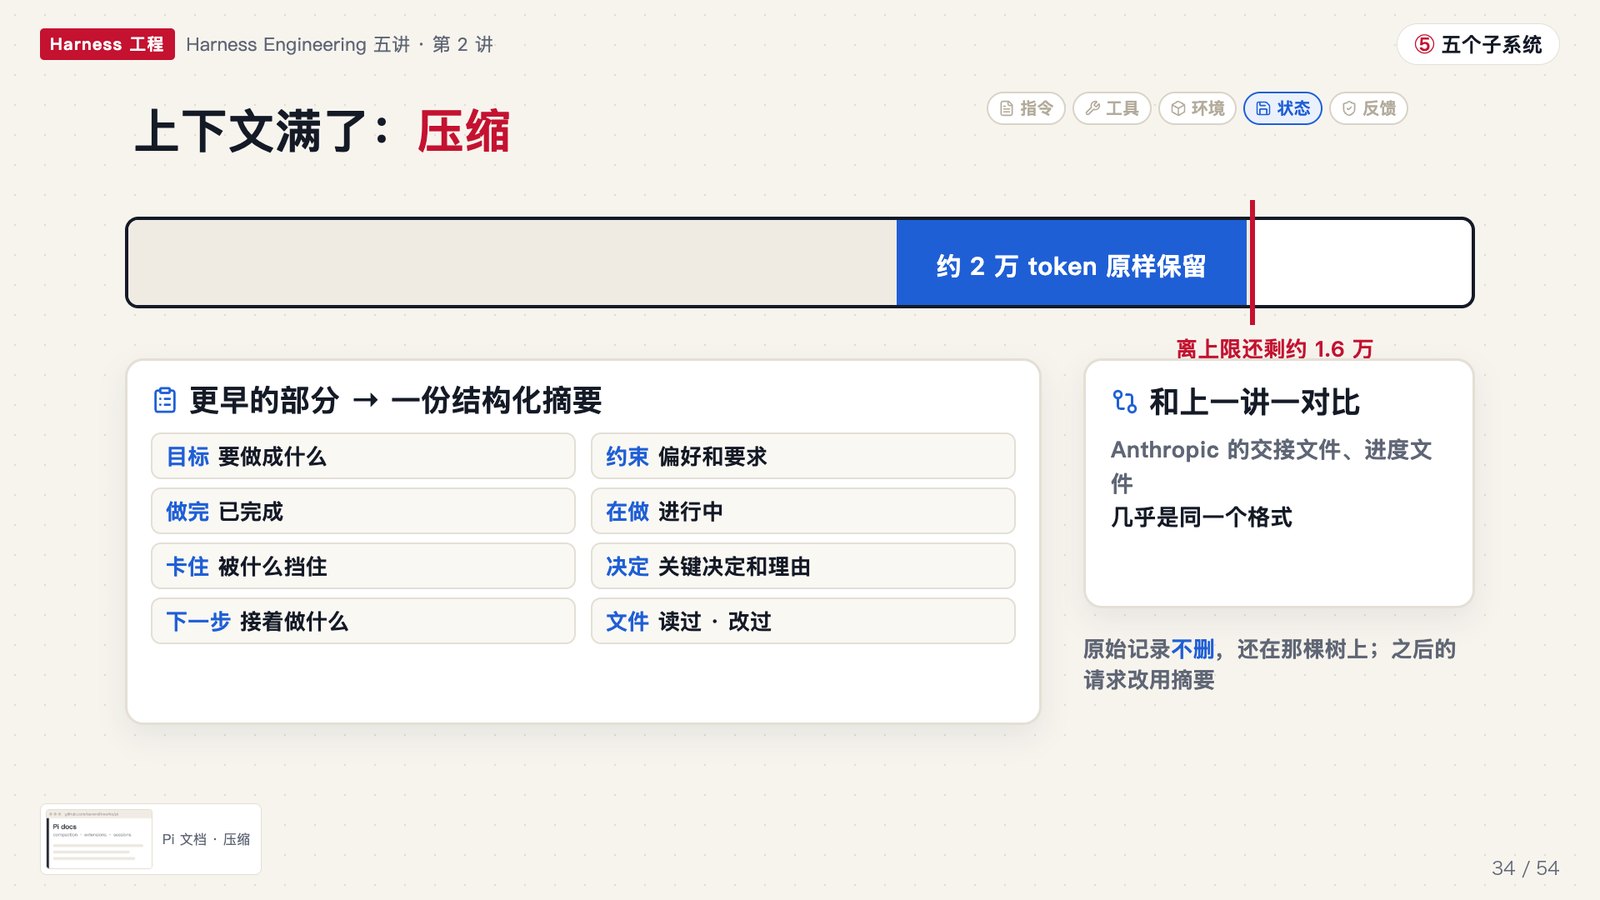 Harness 工程 Harness Engineering 五讲 · 第 2 讲
⑤ 五个子系统
上下文满了：压缩
指令 工具 环境 状态 反馈
约 2 万 token 原样保留
离上限还剩约 1.6 万
更早的部分 → 一份结构化摘要
目标 要做成什么
约束 偏好和要求
做完 已完成
在做 进行中
卡住 被什么挡住
决定 关键决定和理由
下一步 接着做什么
文件 读过 · 改过
和上一讲一对比
Anthropic 的交接文件、进度文
件
几乎是同一个格式
原始记录不删，还在那棵树上；之后的
请求改用摘要
Pi docs
compaction · extensions · sessions
Pi 文档 · 压缩
34 / 54